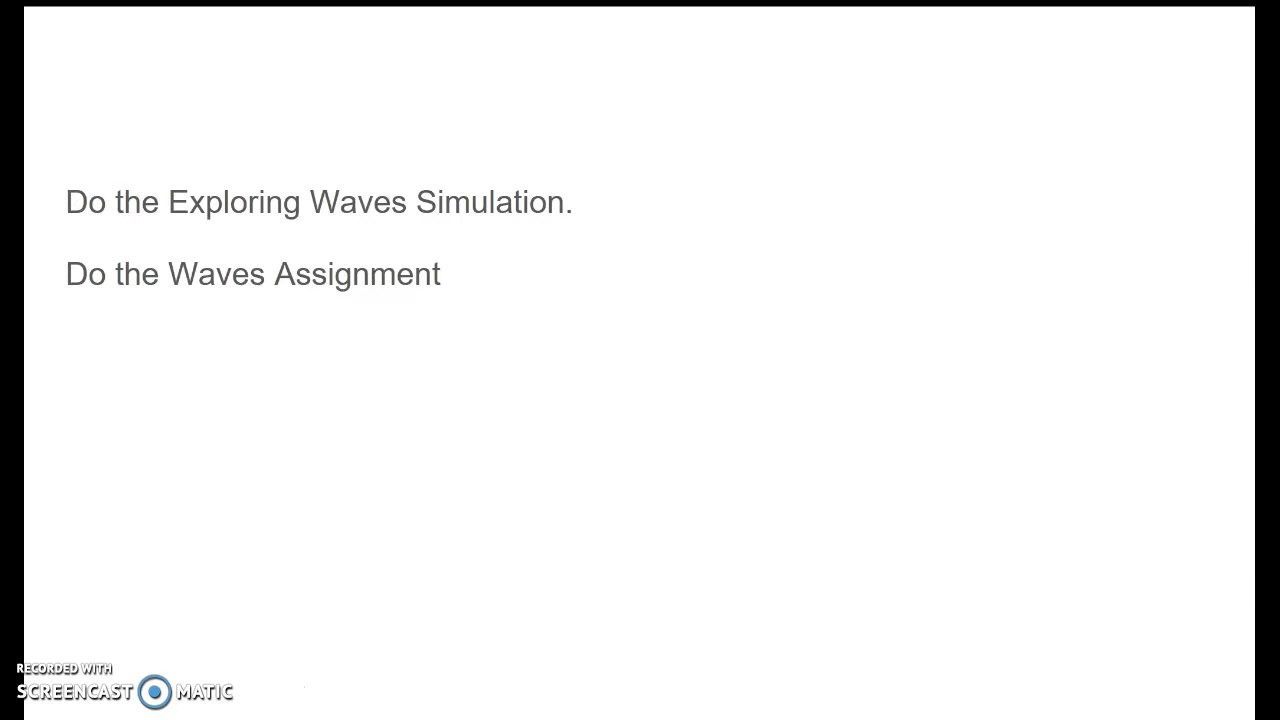 Do the Exploring Waves Simulation.
Do the Waves Assignment
RECORDED WITH
SCREENCAST MATIC